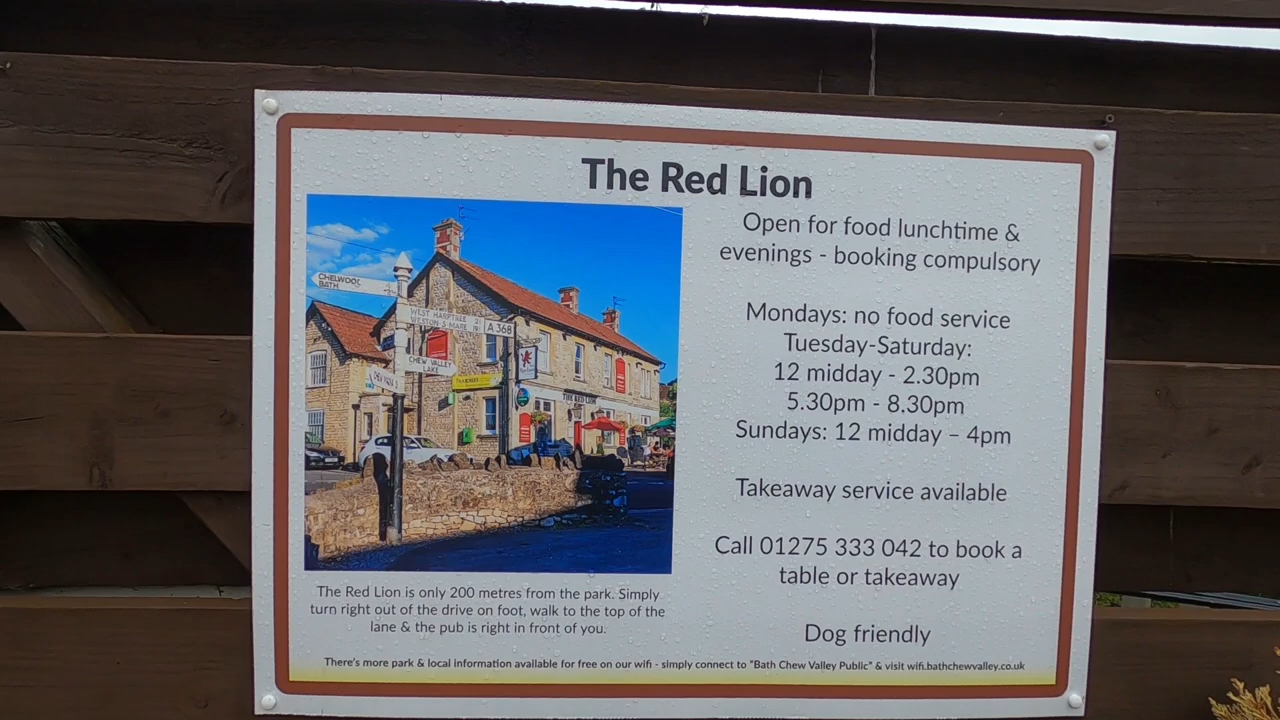 The Red Lion
Open for food lunchtime &
evenings - booking compulsory
Mondays: no food service
Tuesday-Saturday:
12 midday - 2.30pm
5.30pm - 8.30pm
Sundays: 12 midday – 4pm
Takeaway service available
Call 01275 333 042 to book a
table or takeaway
Dog friendly
CHELWOOD
BATH
WEST HARPTREE
WESTON S MARE
A 368
CHEW VALLEY
LAKE
THE RED LION
The Red Lion is only 200 metres from the park. Simply
turn right out of the drive on foot, walk to the top of the
lane & the pub is right in front of you.
There's more park & local information available for free on our wifi - simply connect to "Bath Chew Valley Public" & visit wifi.bathchewvalley.co.uk